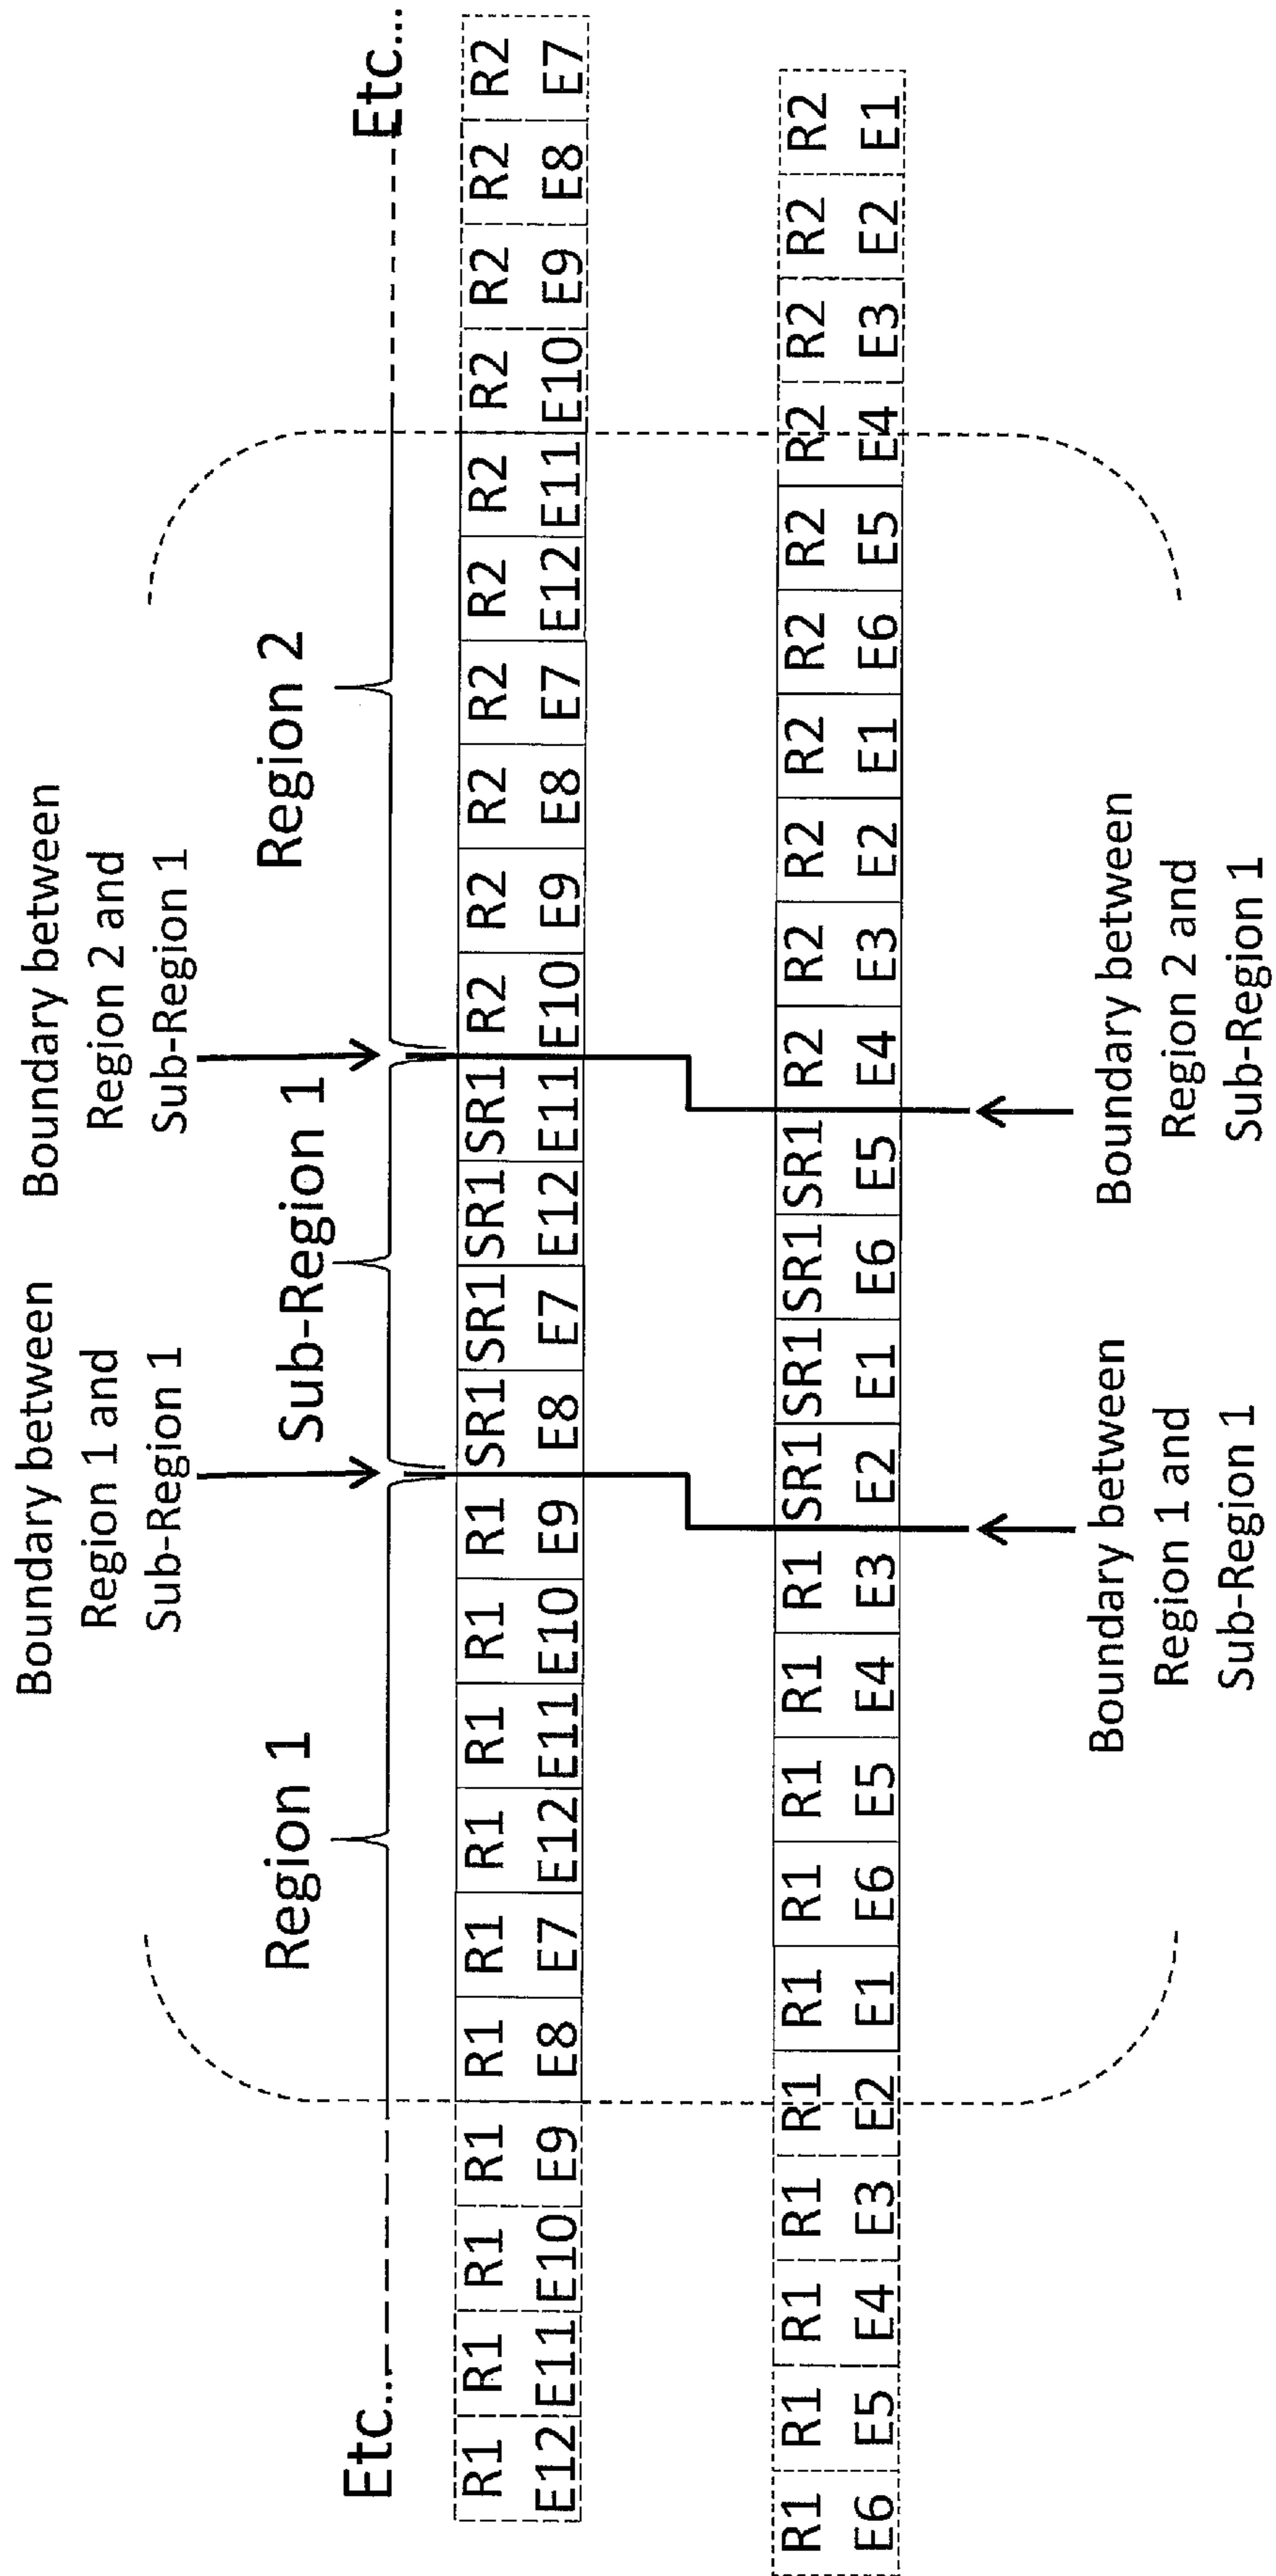 Boundary between
Region 1 and
Sub-Region 1
Boundary between
Region 2 and
Sub-Region 1
Etc...
Region 1
Sub-Region 1
Region 2
Etc...
R1 R1 R1 R1 R1 R1 R1 R1 R1 R1 SR1 SR1 SR1 SR1 R2 R2 R2 R2 R2 R2 R2 R2 R2 R2
E12 E11 E10 E9 E8 E7 E12 E11 E10 E9 E8 E7 E12 E11 E10 E9 E8 E7 E12 E11 E10 E9 E8 E7
R1 R1 R1 R1 R1 R1 R1 R1 R1 R1 SR1 SR1 SR1 SR1 R2 R2 R2 R2 R2 R2 R2 R2 R2 R2
E6 E5 E4 E3 E2 E1 E6 E5 E4 E3 E2 E1 E6 E5 E4 E3 E2 E1 E6 E5 E4 E3 E2 E1
Boundary between
Region 1 and
Sub-Region 1
Boundary between
Region 2 and
Sub-Region 1